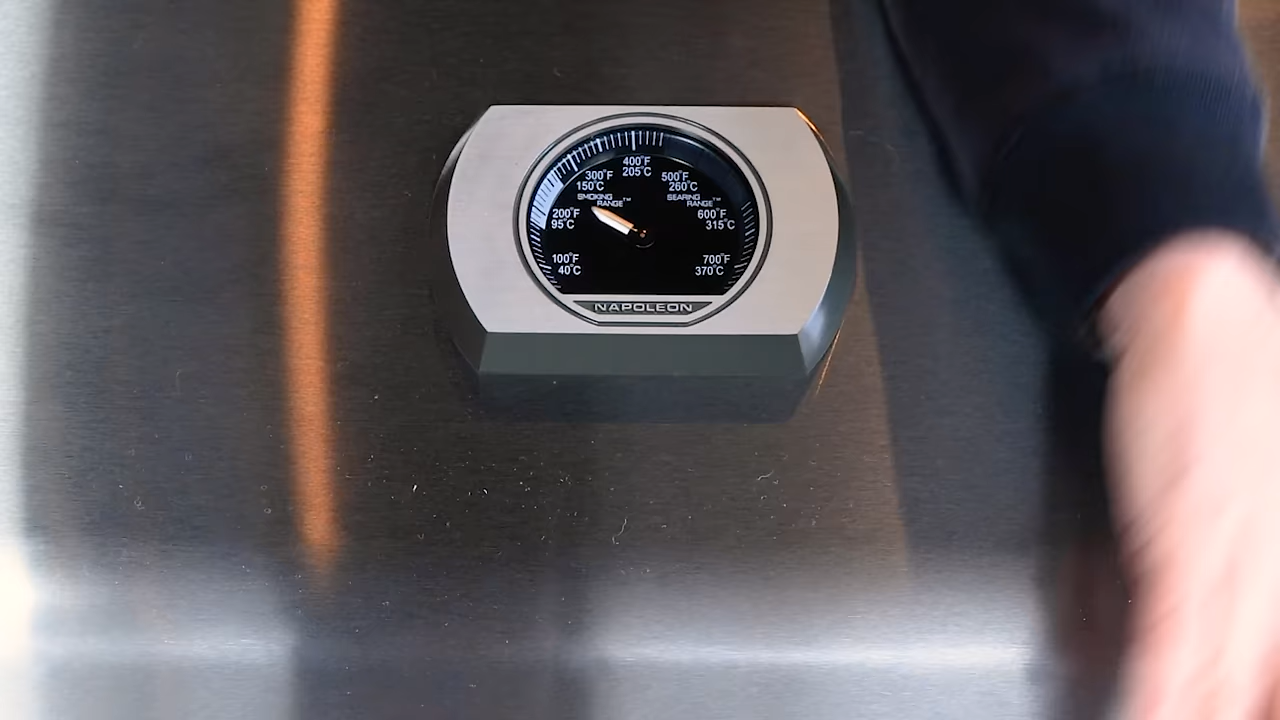 400°F
205°C
300°F
150°C
500°F
260°C
SMOKING
RANGE™
SEARING
RANGE™
200°F
95°C
600°F
315°C
100°F
40°C
700°F
370°C
NAPOLEON